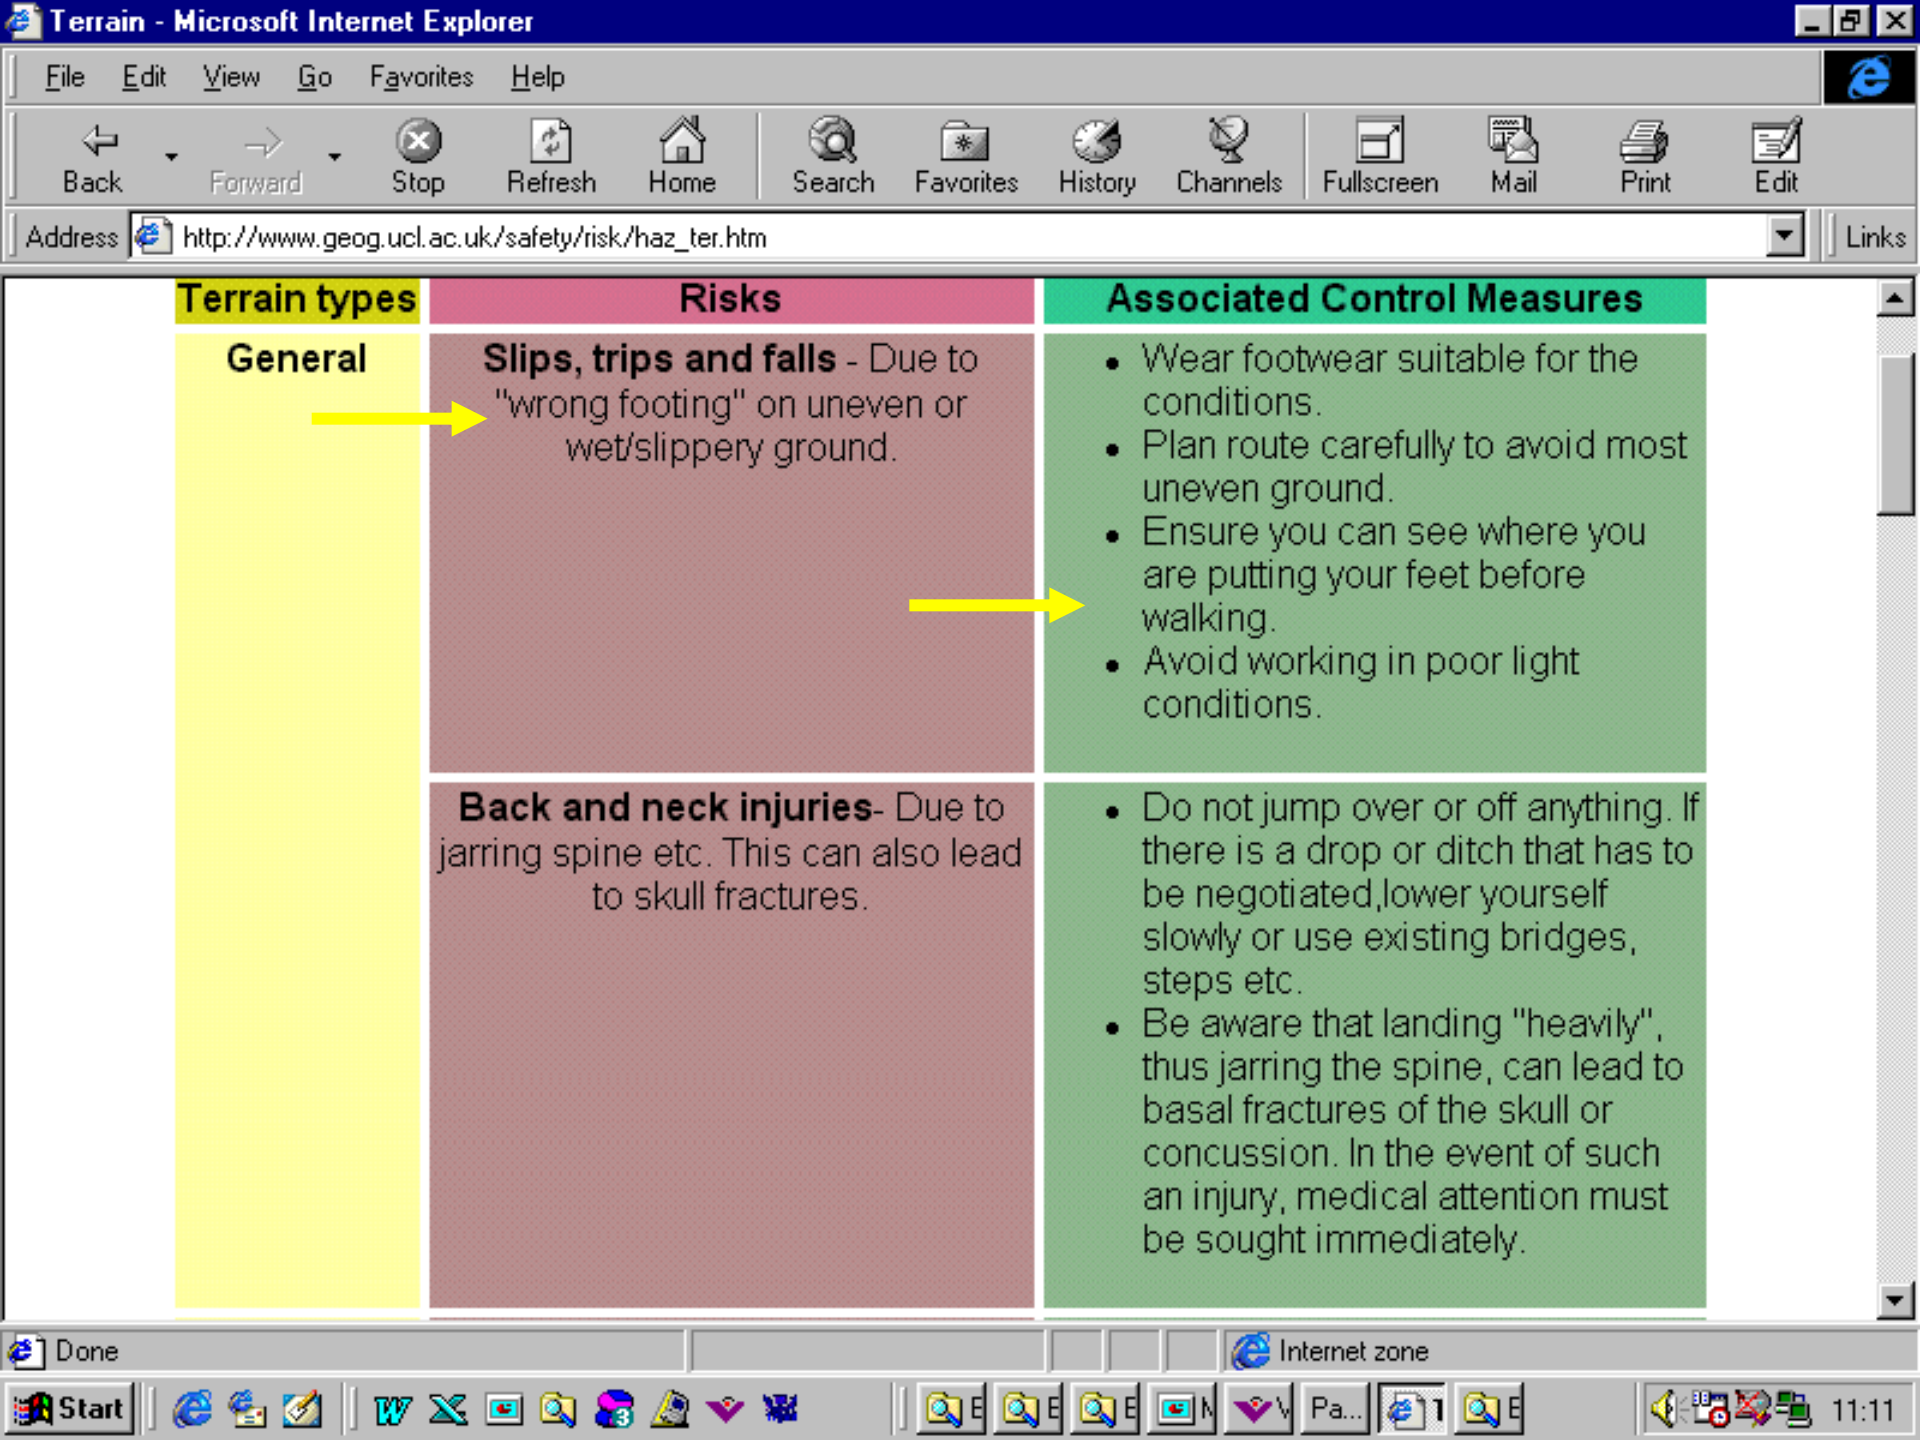 Terrain - Microsoft Internet Explorer
File Edit View Go Favorites Help
Back Forward Stop Refresh Home Search Favorites History Channels Fullscreen Mail Print Edit
Address http://www.geog.ucl.ac.uk/safety/risk/haz_ter.htm Links
Terrain types Risks Associated Control Measures
General
Slips, trips and falls - Due to
"wrong footing" on uneven or
wet/slippery ground.
• Wear footwear suitable for the
conditions.
• Plan route carefully to avoid most
uneven ground.
• Ensure you can see where you
are putting your feet before
walking.
• Avoid working in poor light
conditions.
Back and neck injuries- Due to
jarring spine etc. This can also lead
to skull fractures.
• Do not jump over or off anything. If
there is a drop or ditch that has to
be negotiated,lower yourself
slowly or use existing bridges,
steps etc.
• Be aware that landing "heavily",
thus jarring the spine, can lead to
basal fractures of the skull or
concussion. In the event of such
an injury, medical attention must
be sought immediately.
Done Internet zone
Start E E E Pa... E 11:11